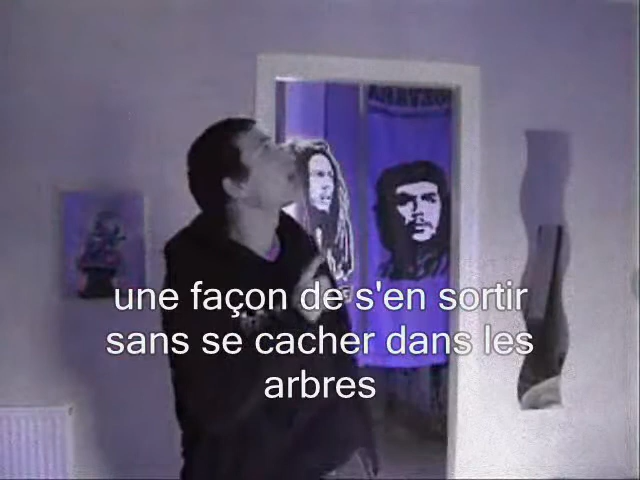 une façon de s'en sortir
sans se cacher dans les
arbres